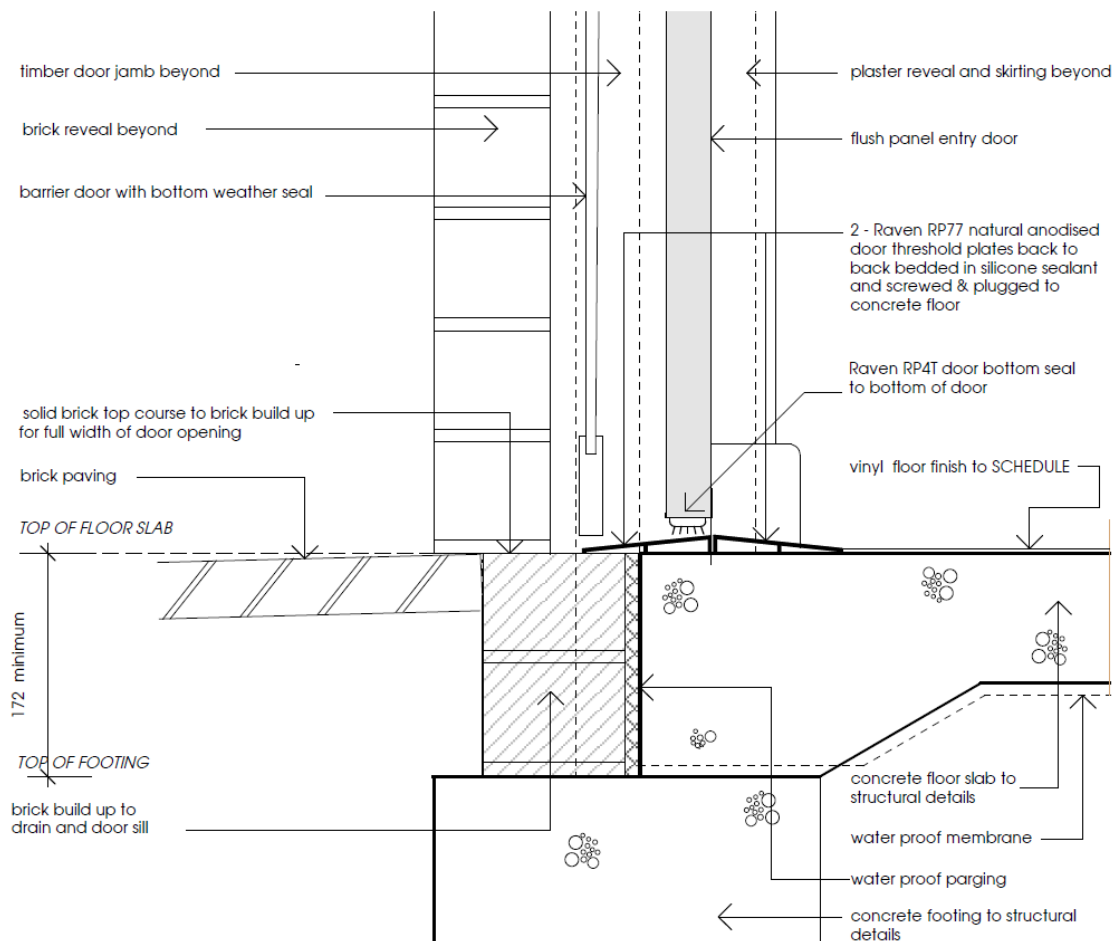 timber door jamb beyond
brick reveal beyond
barrier door with bottom weather seal
solid brick top course to brick build up
for full width of door opening
brick paving
TOP OF FLOOR SLAB
172 minimum
TOP OF FOOTING
brick build up to
drain and door sill
plaster reveal and skirting beyond
flush panel entry door
2 - Raven RP77 natural anodised
door threshold plates back to
back bedded in silicone sealant
and screwed & plugged to
concrete floor
Raven RP4T door bottom seal
to bottom of door
vinyl floor finish to SCHEDULE
concrete floor slab to
structural details
water proof membrane
water proof parging
concrete footing to structural
details